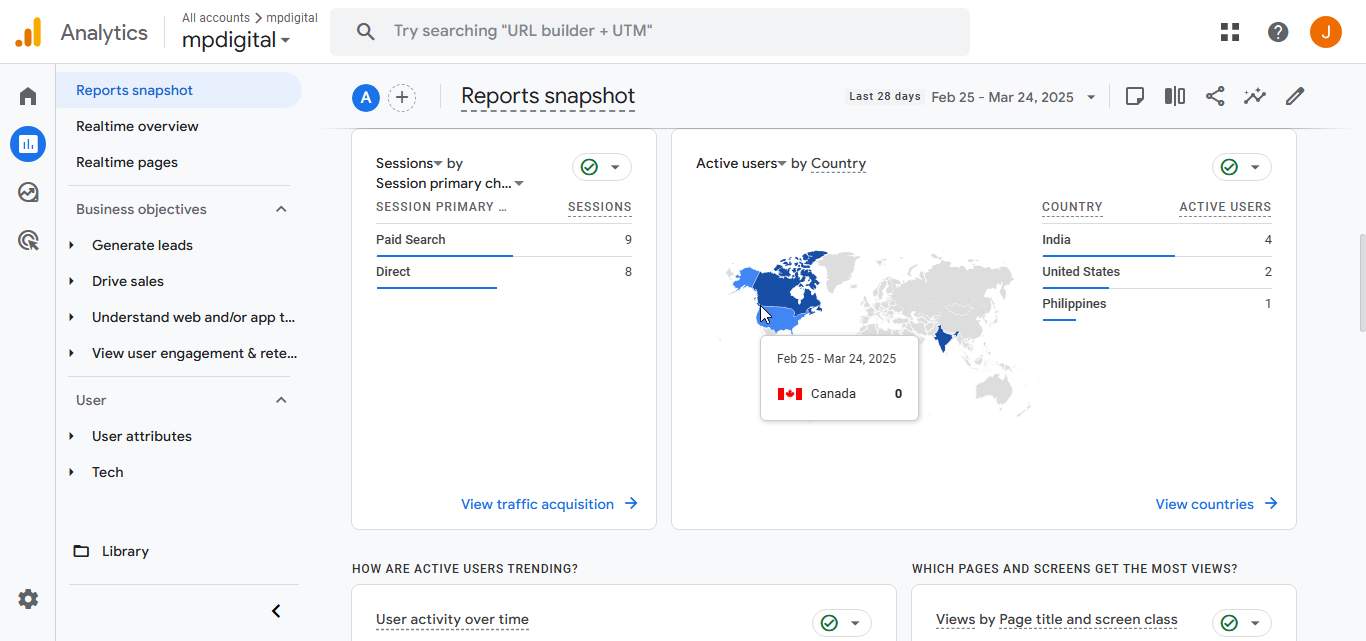 Analytics
All accounts > mpdigital
mpdigital
Try searching "URL builder + UTM"
J
Reports snapshot
Realtime overview
Realtime pages
Business objectives
Generate leads
Drive sales
Understand web and/or app t...
View user engagement & rete...
User
User attributes
Tech
Library
A
Reports snapshot
Last 28 days Feb 25 - Mar 24, 2025
Sessions by
Session primary ch...
SESSION PRIMARY ... SESSIONS
Paid Search 9
Direct 8
View traffic acquisition
Active users by Country
COUNTRY ACTIVE USERS
India 4
United States 2
Philippines 1
Feb 25 - Mar 24, 2025
Canada 0
View countries
HOW ARE ACTIVE USERS TRENDING?
User activity over time
WHICH PAGES AND SCREENS GET THE MOST VIEWS?
Views by Page title and screen class